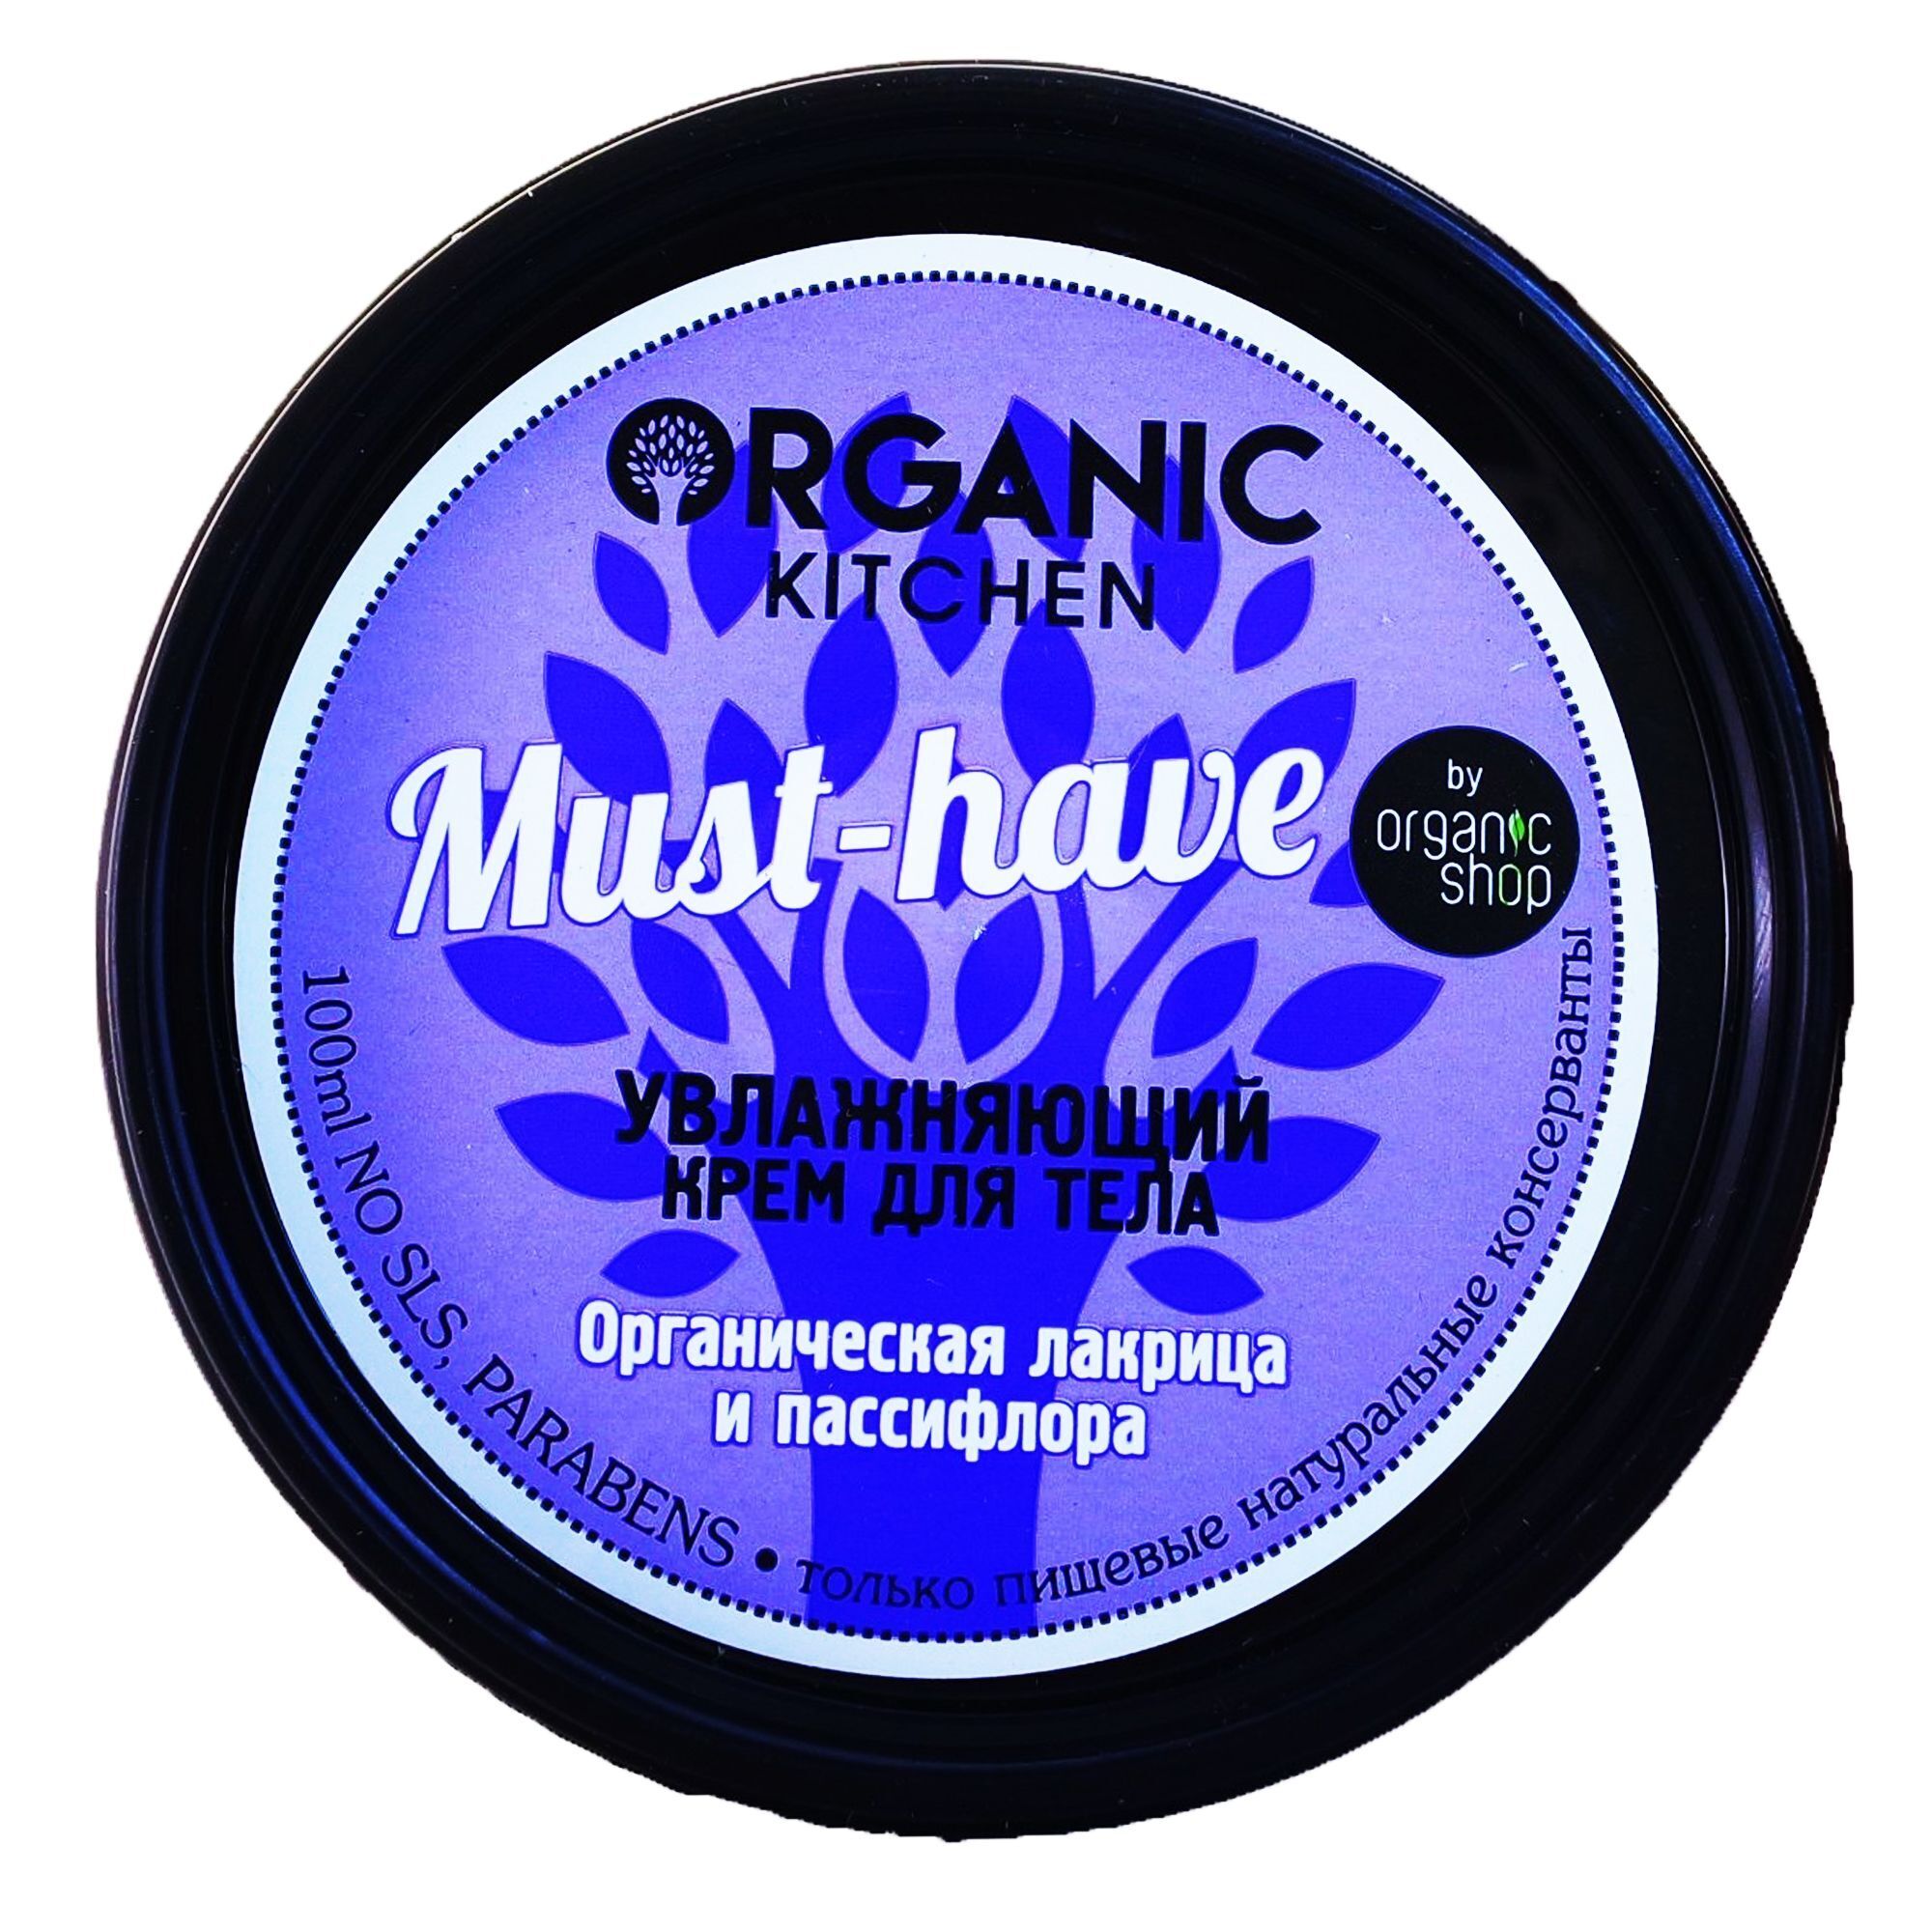 ORGANIC
KITCHEN
Must-have
by
organic
shop
УВЛАЖНЯЮЩИЙ
КРЕМ ДЛЯ ТЕЛА
Органическая лакрица
и пассифлора
100ml NO SLS, PARABENS • только пищевые натуральные консерванты